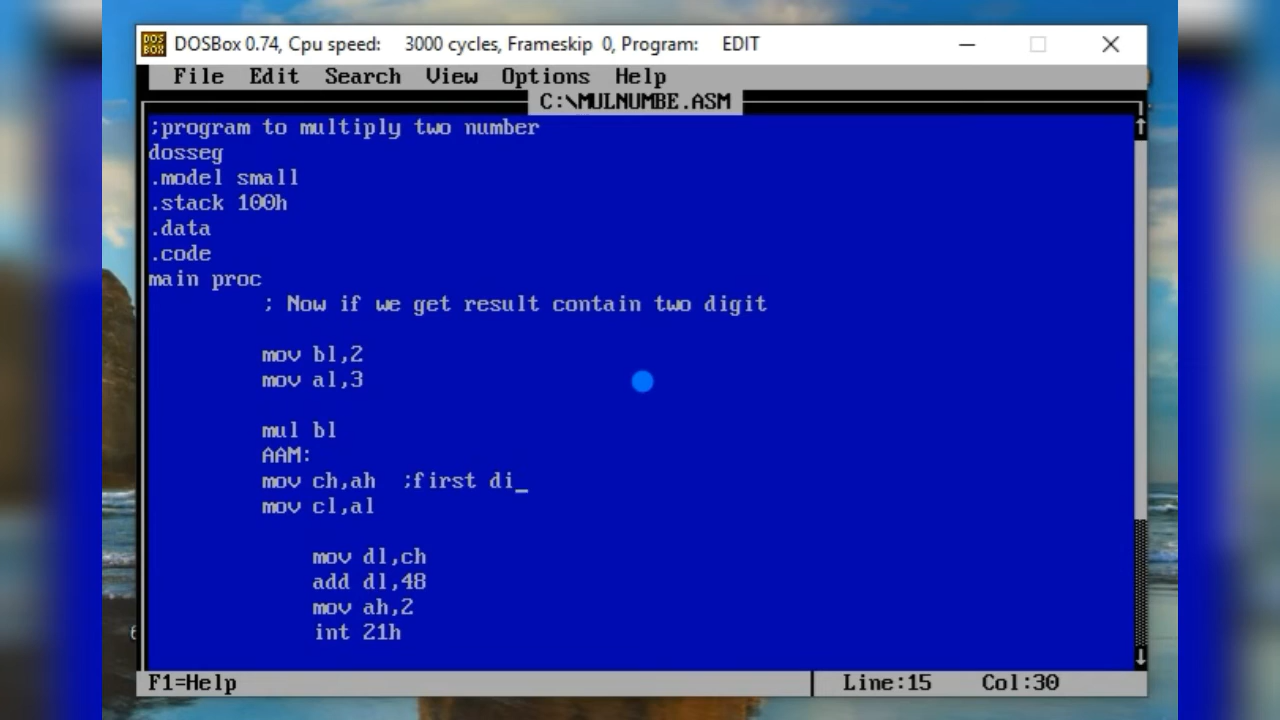 DOS BOX
DOSBox 0.74, Cpu speed: 3000 cycles, Frameskip 0, Program: EDIT
File Edit Search View Options Help
C:\MULNUMBE.ASM
;program to multiply two number
dosseg
.model small
.stack 100h
.data
.code
main proc
; Now if we get result contain two digit
mov bl,2
mov al,3
mul bl
AAM:
mov ch,ah ;first di_
mov cl,al
mov dl,ch
add dl,48
mov ah,2
int 21h
F1=Help Line:15 Col:30